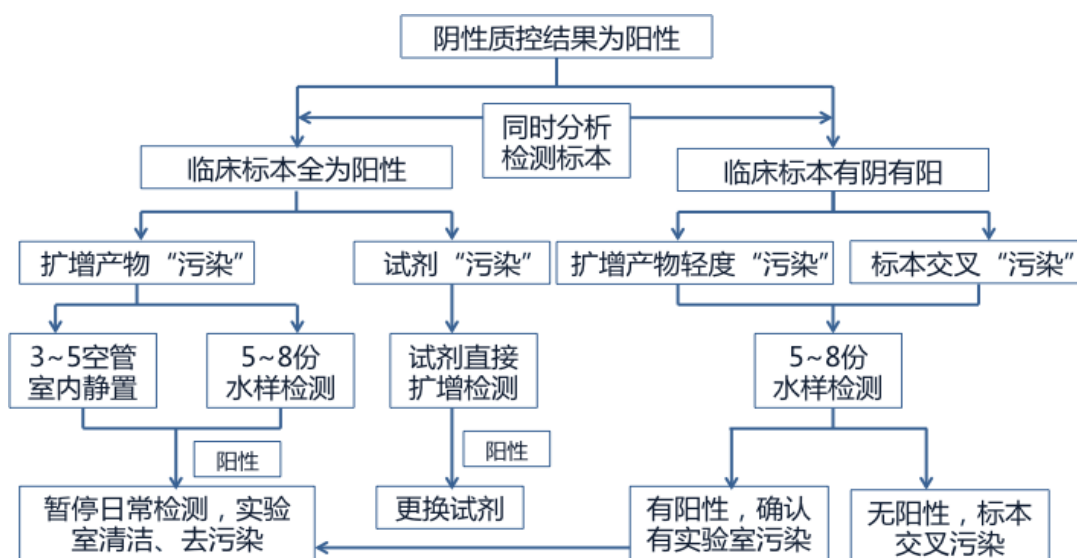 阴性质控结果为阳性
同时分析
检测标本
临床标本全为阳性
临床标本有阴有阳
扩增产物“污染”
试剂“污染”
扩增产物轻度“污染”
标本交叉“污染”
3~5空管
室内静置
5~8份
水样检测
试剂直接
扩增检测
5~8份
水样检测
阳性
阳性
暂停日常检测，实验
室清洁、去污染
更换试剂
有阳性，确认
有实验室污染
无阳性，标本
交叉污染